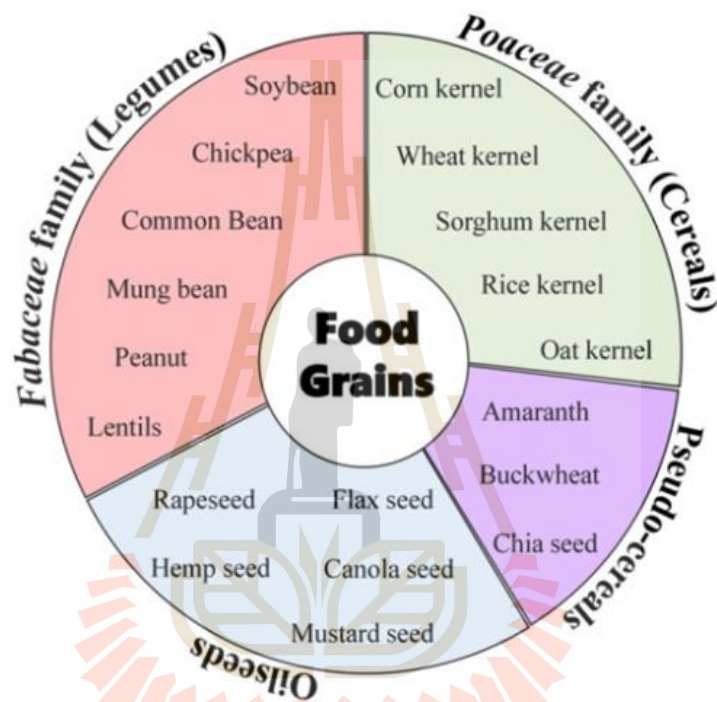 Food
Grains
Fabaceae family (Legumes)
Soybean
Chickpea
Common Bean
Mung bean
Peanut
Lentils
Poaceae family (Cereals)
Corn kernel
Wheat kernel
Sorghum kernel
Rice kernel
Oat kernel
Pseudo-cereals
Amaranth
Buckwheat
Chia seed
Oilseeds
Rapeseed
Flax seed
Hemp seed
Canola seed
Mustard seed